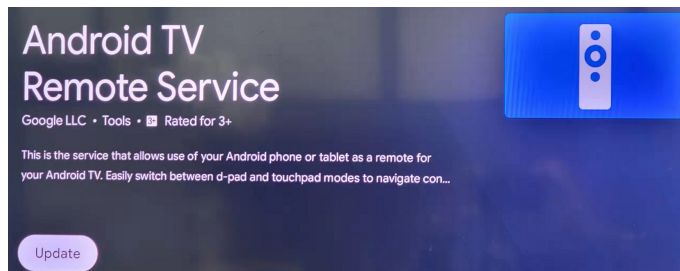 Android TV
Remote Service
Google LLC • Tools • 3+ Rated for 3+
This is the service that allows use of your Android phone or tablet as a remote for
your Android TV. Easily switch between d-pad and touchpad modes to navigate con...
Update